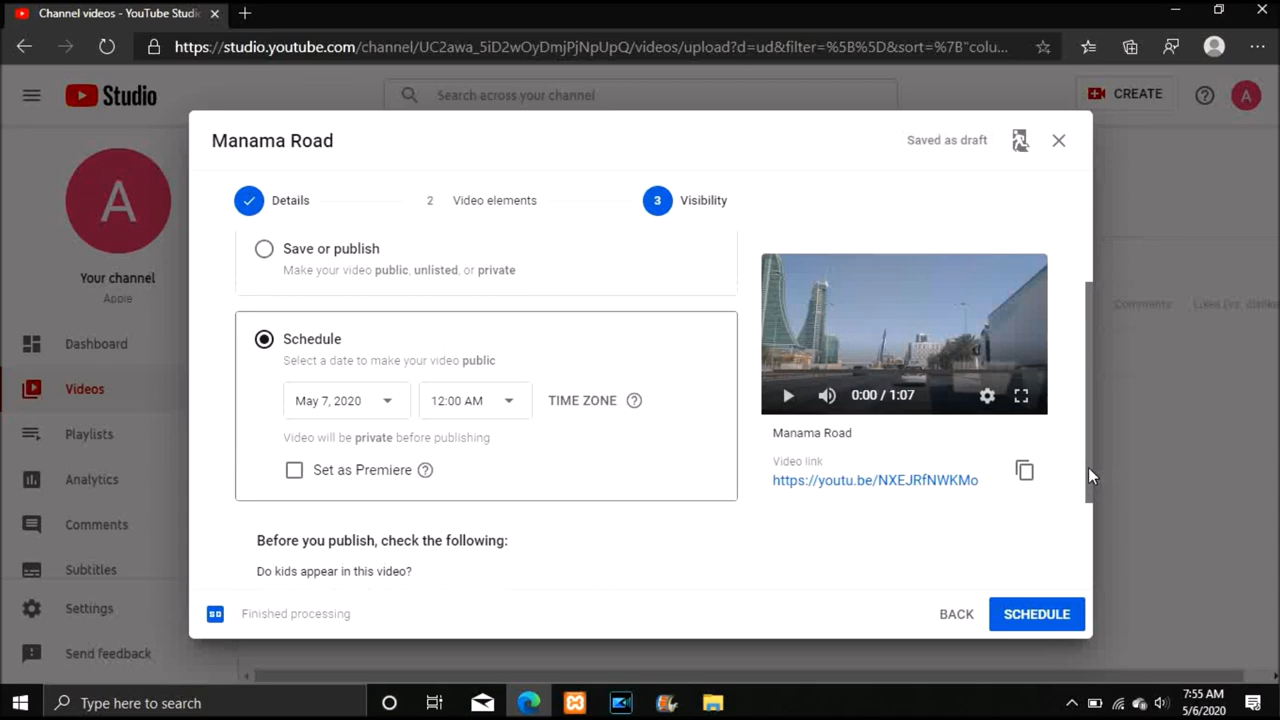 Channel videos - YouTube Studio
https://studio.youtube.com/channel/UC2awa_5iD2wOyDmjPjNpUpQ/videos/upload?d=ud&filter=%5B%5D&sort=%7B"colu...
Studio
Search across your channel
CREATE
A
Manama Road
Saved as draft
A
Details
2
Video elements
3
Visibility
Save or publish
Make your video public, unlisted, or private
Your channel
Apple
Schedule
Select a date to make your video public
May 7, 2020
12:00 AM
TIME ZONE
Video will be private before publishing
Set as Premiere
0:00 / 1:07
Manama Road
Video link
https://youtu.be/NXEJRfNWKMo
Comments
Likes (vs. dislike
Dashboard
Videos
Playlists
Analytics
Comments
Subtitles
Settings
Send feedback
Before you publish, check the following:
Do kids appear in this video?
SD
Finished processing
BACK
SCHEDULE
Type here to search
7:55 AM
5/6/2020